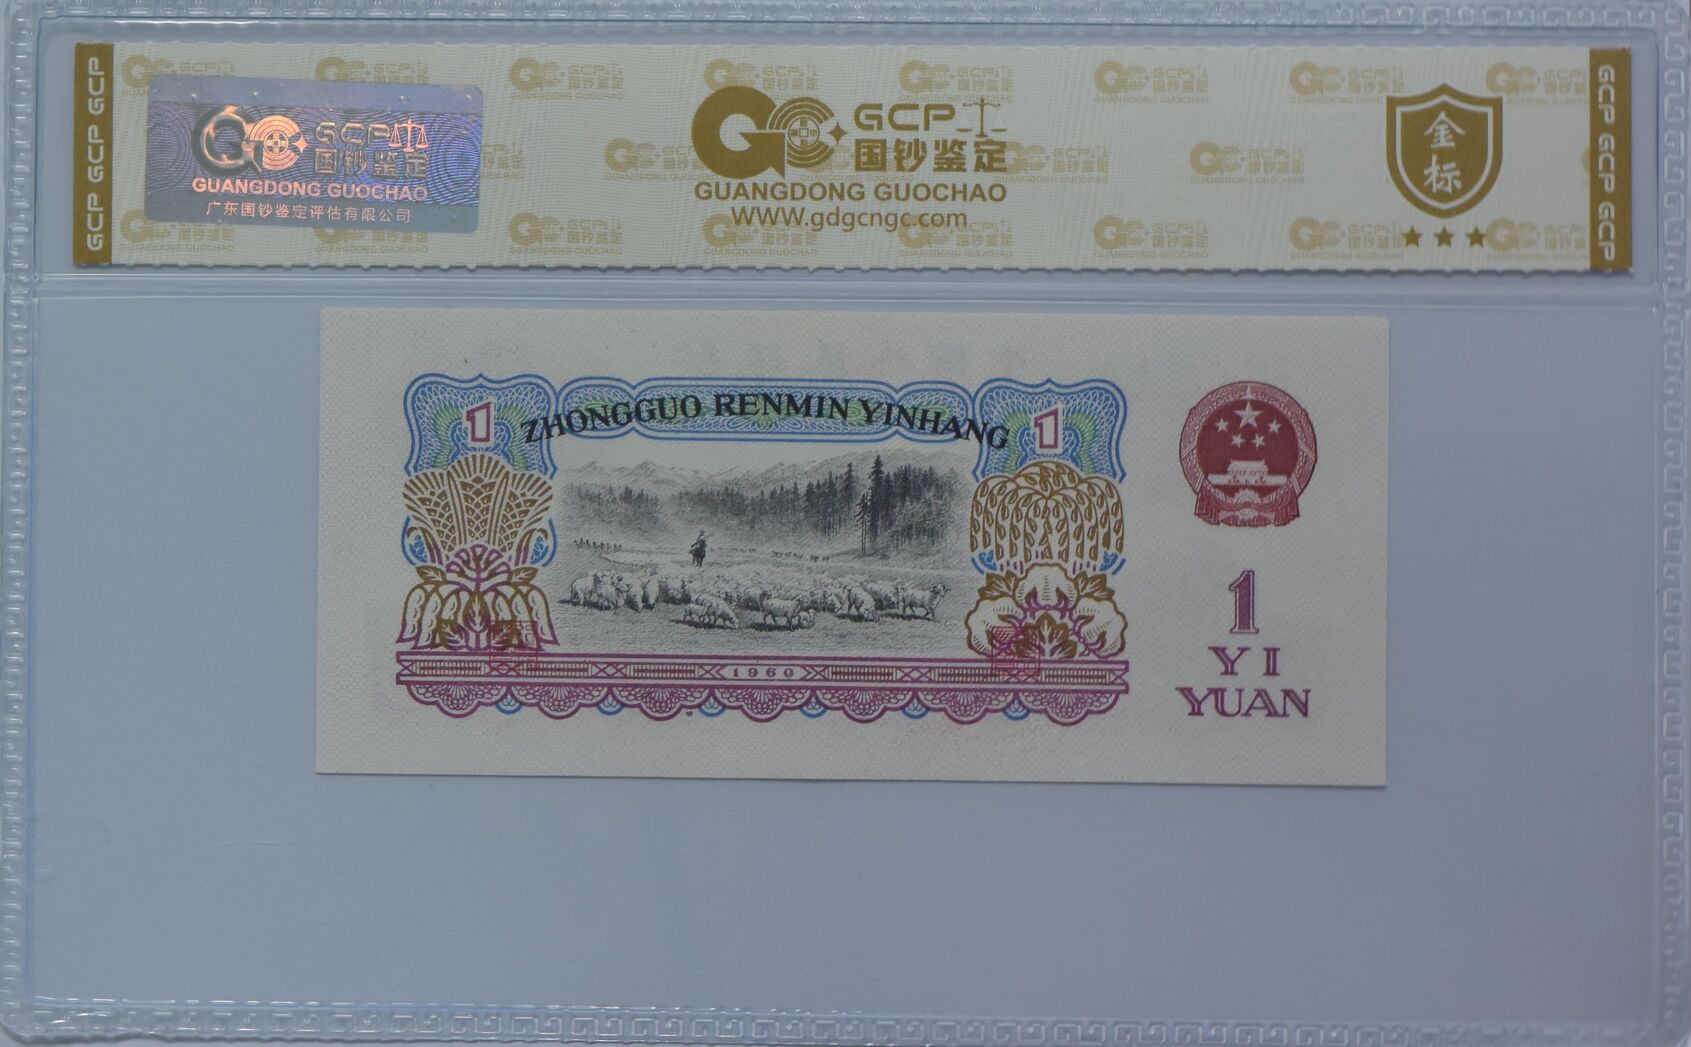 GCP GCP GCP
GCP 国钞鉴定
GUANGDONG GUOCHAO
广东国钞鉴定评估有限公司
GCP
国钞鉴定
GUANGDONG GUOCHAO
WWW.gdgcngc.com
金标
GCP GCP GCP
1 ZHONGGUO RENMIN YINHANG 1
1960
1
YI
YUAN